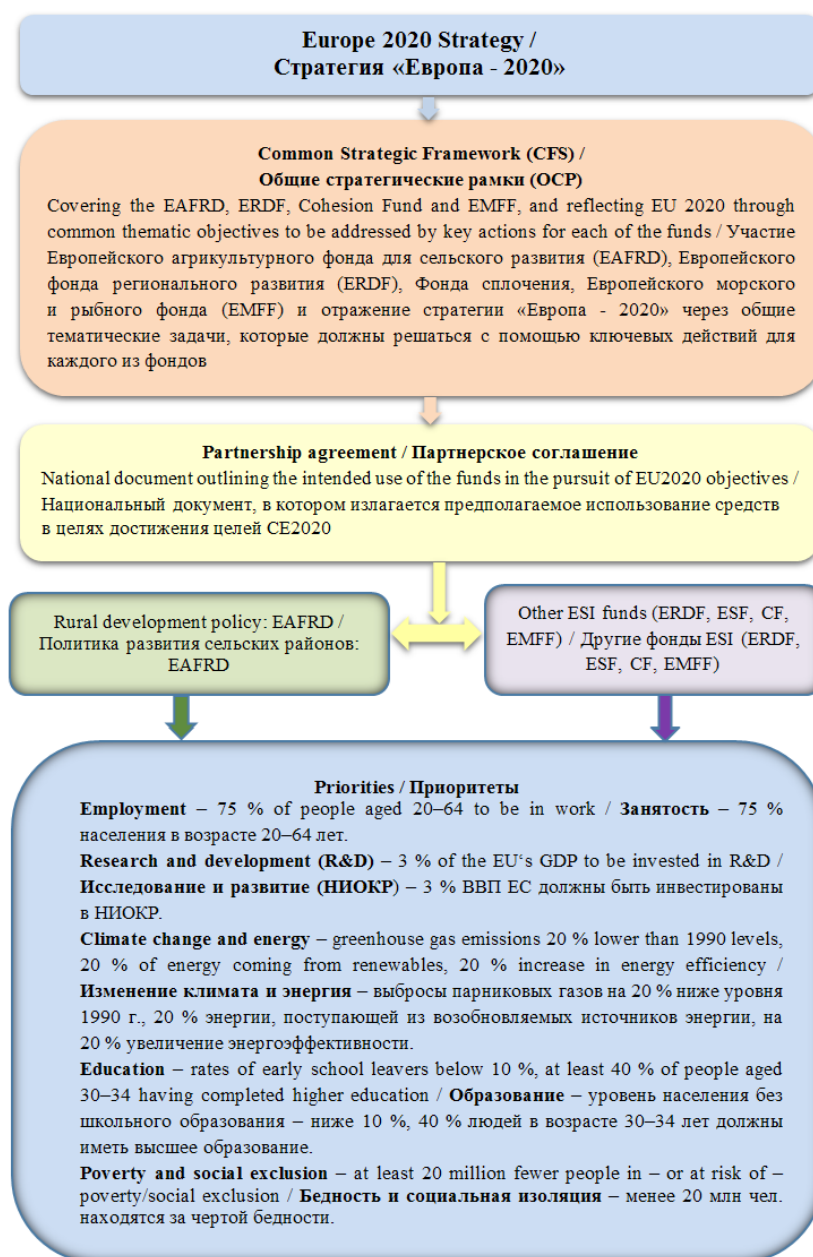 Europe 2020 Strategy /
Стратегия «Европа - 2020»
Common Strategic Framework (CFS) /
Общие стратегические рамки (ОСР)
Covering the EAFRD, ERDF, Cohesion Fund and EMFF, and reflecting EU 2020 through
common thematic objectives to be addressed by key actions for each of the funds / Участие
Европейского агрикультурного фонда для сельского развития (EAFRD), Европейского
фонда регионального развития (ERDF), Фонда сплочения, Европейского морского
и рыбного фонда (EMFF) и отражение стратегии «Европа - 2020» через общие
тематические задачи, которые должны решаться с помощью ключевых действий для
каждого из фондов
Partnership agreement / Партнерское соглашение
National document outlining the intended use of the funds in the pursuit of EU2020 objectives /
Национальный документ, в котором излагается предполагаемое использование средств
в целях достижения целей СЕ2020
Rural development policy: EAFRD /
Политика развития сельских районов:
EAFRD
Other ESI funds (ERDF, ESF, CF,
EMFF) / Другие фонды ESI (ERDF,
ESF, CF, EMFF)
Priorities / Приоритеты
Employment – 75 % of people aged 20–64 to be in work / Занятость – 75 %
населения в возрасте 20–64 лет.
Research and development (R&D) – 3 % of the EU‘s GDP to be invested in R&D /
Исследование и развитие (НИОКР) – 3 % ВВП ЕС должны быть инвестированы
в НИОКР.
Climate change and energy – greenhouse gas emissions 20 % lower than 1990 levels,
20 % of energy coming from renewables, 20 % increase in energy efficiency /
Изменение климата и энергия – выбросы парниковых газов на 20 % ниже уровня
1990 г., 20 % энергии, поступающей из возобновляемых источников энергии, на
20 % увеличение энергоэффективности.
Education – rates of early school leavers below 10 %, at least 40 % of people aged
30–34 having completed higher education / Образование – уровень населения без
школьного образования – ниже 10 %, 40 % людей в возрасте 30–34 лет должны
иметь высшее образование.
Poverty and social exclusion – at least 20 million fewer people in – or at risk of –
poverty/social exclusion / Бедность и социальная изоляция – менее 20 млн чел.
находятся за чертой бедности.